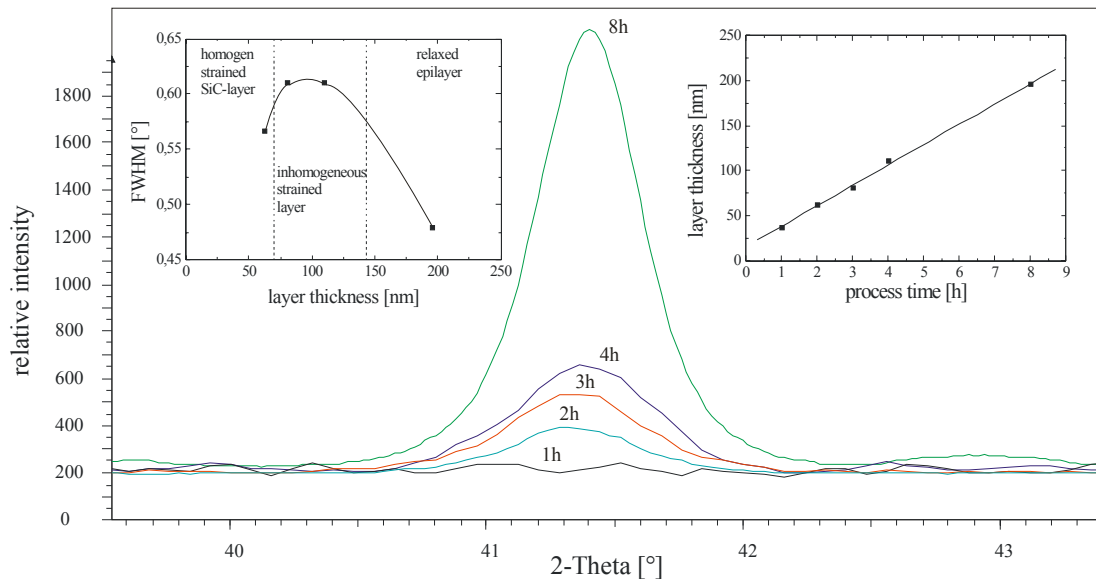 8h
4h
3h
2h
1h
relative intensity
1800
1600
1400
1200
1000
800
600
400
200
0
40
41
42
43
2-Theta [°]
0,65
0,60
0,55
0,50
0,45
FWHM [°]
homogen
strained
SiC-layer
inhomogeneous
strained
layer
relaxed
epilayer
0
50
100
150
200
250
layer thickness [nm]
250
200
150
100
50
0
layer thickness [nm]
0
1
2
3
4
5
6
7
8
9
process time [h]